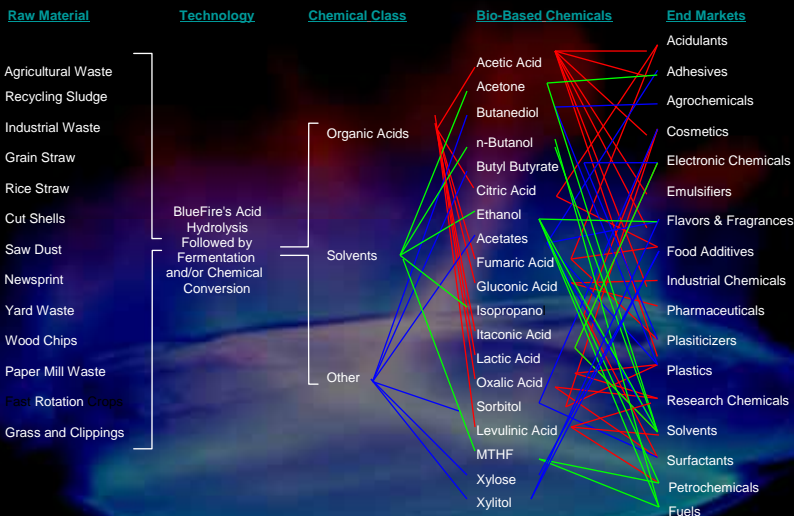 Raw Material
Technology
Chemical Class
Bio-Based Chemicals
End Markets
Agricultural Waste
Recycling Sludge
Industrial Waste
Grain Straw
Rice Straw
Cut Shells
Saw Dust
Newsprint
Yard Waste
Wood Chips
Paper Mill Waste
Fast Rotation Crops
Grass and Clippings
BlueFire's Acid
Hydrolysis
Followed by
Fermentation
and/or Chemical
Conversion
Organic Acids
Solvents
Other
Acetic Acid
Acetone
Butanediol
n-Butanol
Butyl Butyrate
Citric Acid
Ethanol
Acetates
Fumaric Acid
Gluconic Acid
Isopropano
Itaconic Acid
Lactic Acid
Oxalic Acid
Sorbitol
Levulinic Acid
MTHF
Xylose
Xylitol
Acidulants
Adhesives
Agrochemicals
Cosmetics
Electronic Chemicals
Emulsifiers
Flavors & Fragrances
Food Additives
Industrial Chemicals
Pharmaceuticals
Plasiticizers
Plastics
Research Chemicals
Solvents
Surfactants
Petrochemicals
Fuels